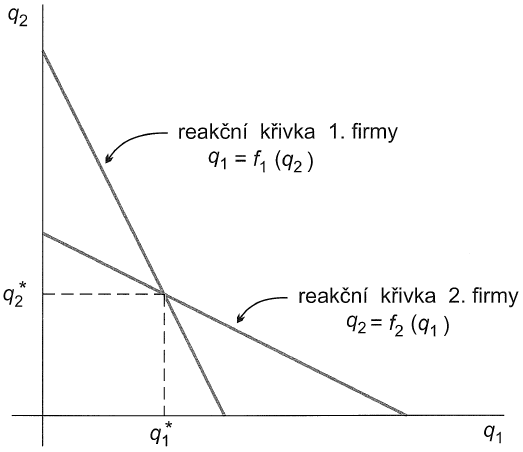 q₂
reakční křivka 1. firmy
q₁ = f₁ (q₂)
q₂*
reakční křivka 2. firmy
q₂ = f₂ (q₁)
q₁*
q₁